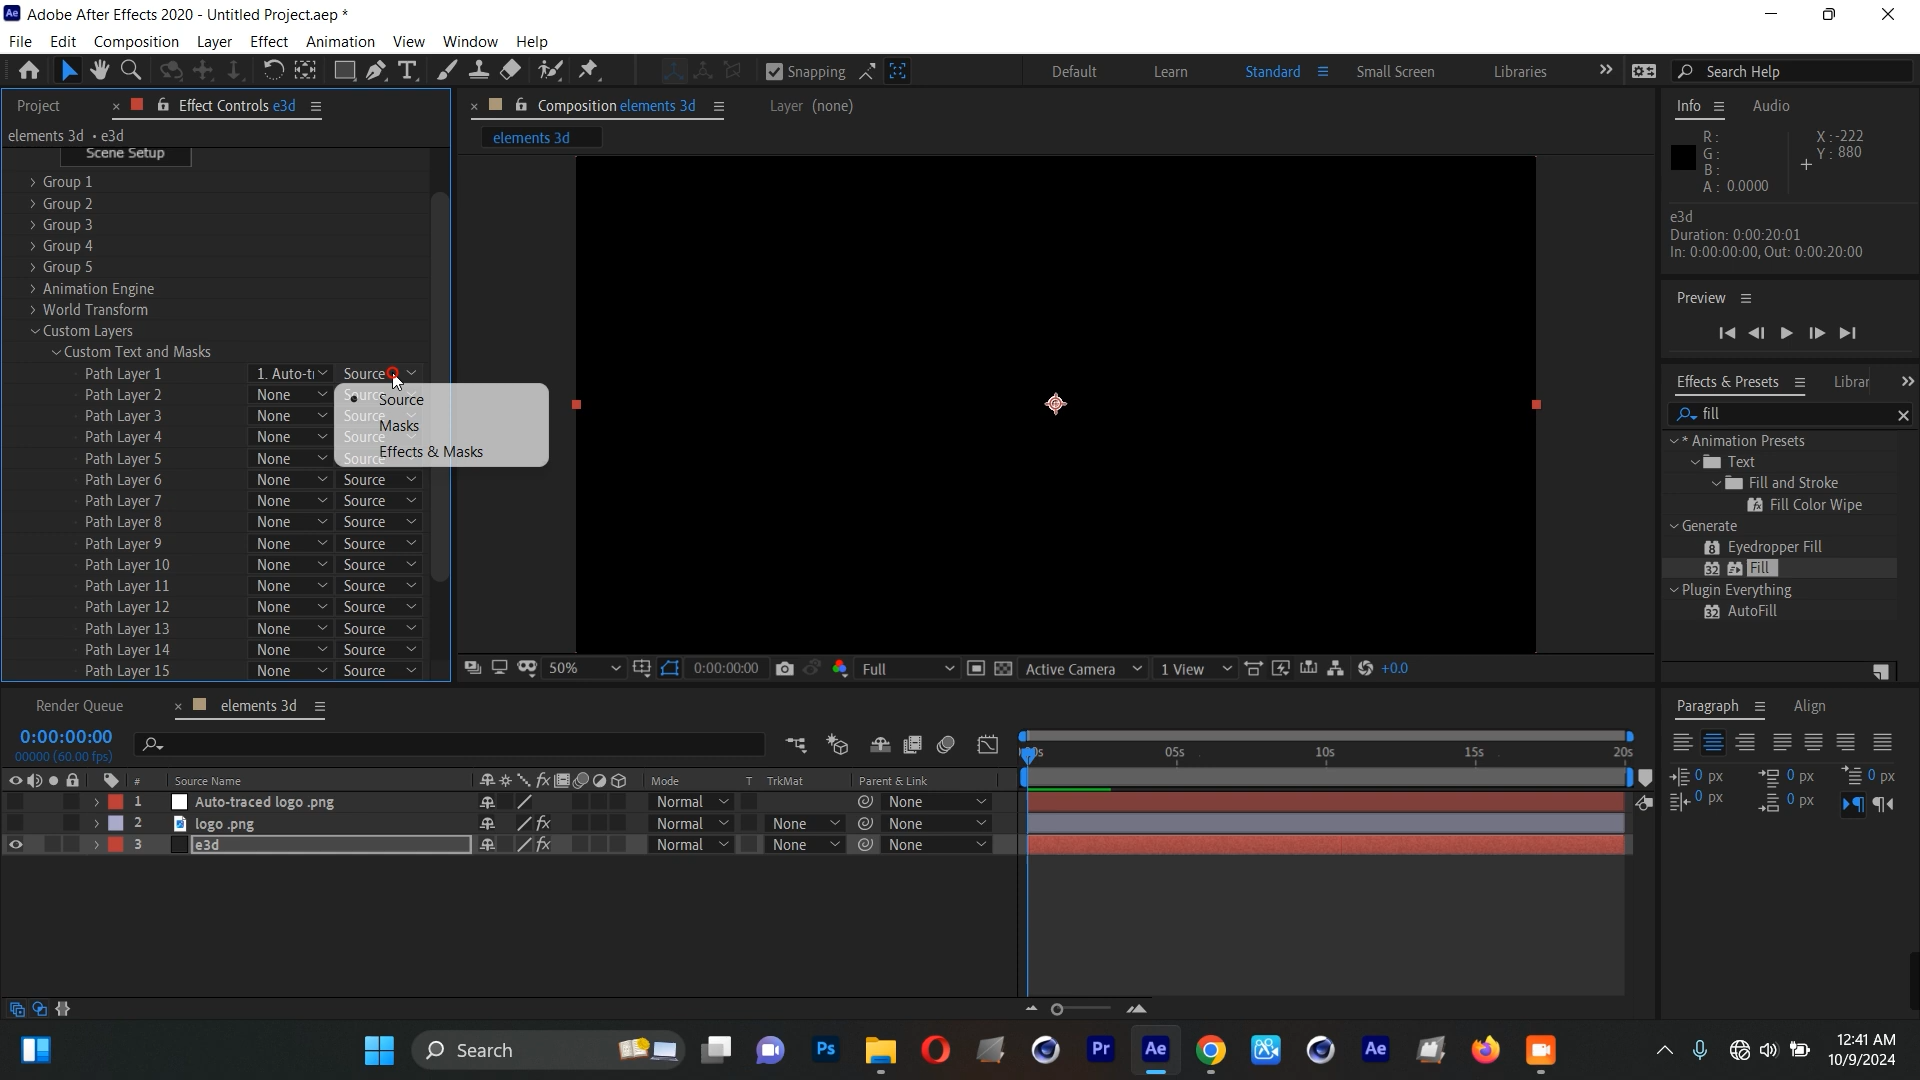 Ae Adobe After Effects 2020 - Untitled Project.aep *
File Edit Composition Layer Effect Animation View Window Help
Snapping Default Learn Standard Small Screen Libraries Search Help
Project Effect Controls e3d
elements 3d • e3d
Scene Setup
Group 1
Group 2
Group 3
Group 4
Group 5
Animation Engine
World Transform
Custom Layers
Custom Text and Masks
Path Layer 1 1. Auto-tr Source
Path Layer 2 None
Path Layer 3 None
Path Layer 4 None
Path Layer 5 None
Path Layer 6 None Source
Path Layer 7 None Source
Path Layer 8 None Source
Path Layer 9 None Source
Path Layer 10 None Source
Path Layer 11 None Source
Path Layer 12 None Source
Path Layer 13 None Source
Path Layer 14 None Source
Path Layer 15 None Source
Source
Masks
Effects & Masks
Composition elements 3d Layer (none)
elements 3d
50% 0:00:00:00 Full Active Camera 1 View +0.0
Info Audio
R:
G:
B:
A: 0.0000
X: -222
Y: 880
e3d
Duration: 0:00:20:01
In: 0:00:00:00, Out: 0:00:20:00
Preview
Effects & Presets Librar
fill
* Animation Presets
Text
Fill and Stroke
Fill Color Wipe
Generate
8 Eyedropper Fill
32 Fill
Plugin Everything
32 AutoFill
Render Queue elements 3d
0:00:00:00
00000 (60.00 fps)
05s 10s 15s 20s
# Source Name fx Mode T TrkMat Parent & Link
1 Auto-traced logo .png Normal None
2 logo .png fx Normal None None
3 e3d fx Normal None None
Paragraph Align
0 px 0 px 0 px
0 px 0 px
Search Ps Pr Ae Ae
12:41 AM
10/9/2024